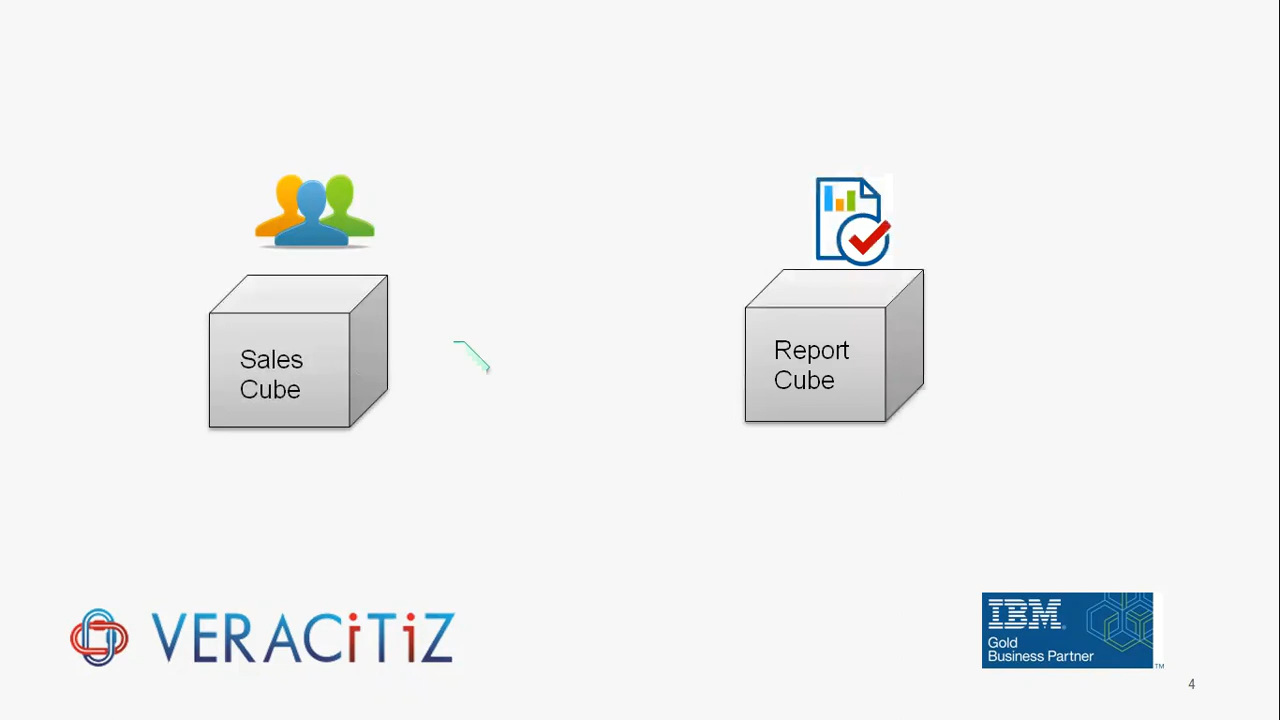 Sales
Cube
Report
Cube
VERACiTiZ
IBM
Gold
Business Partner
TM
4